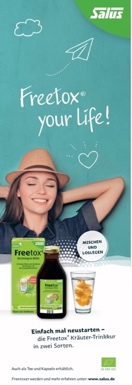 Salus
Freetox®
your life!
MISCHEN UND
LOSLEGEN
Freetox
Einfach mal neustarten –
die Freetox® Kräuter-Trinkkur
in zwei Sorten.
Auch als Tee und Kapseln erhältlich.
Freetoxer werden und mehr erfahren unter www.salus.de